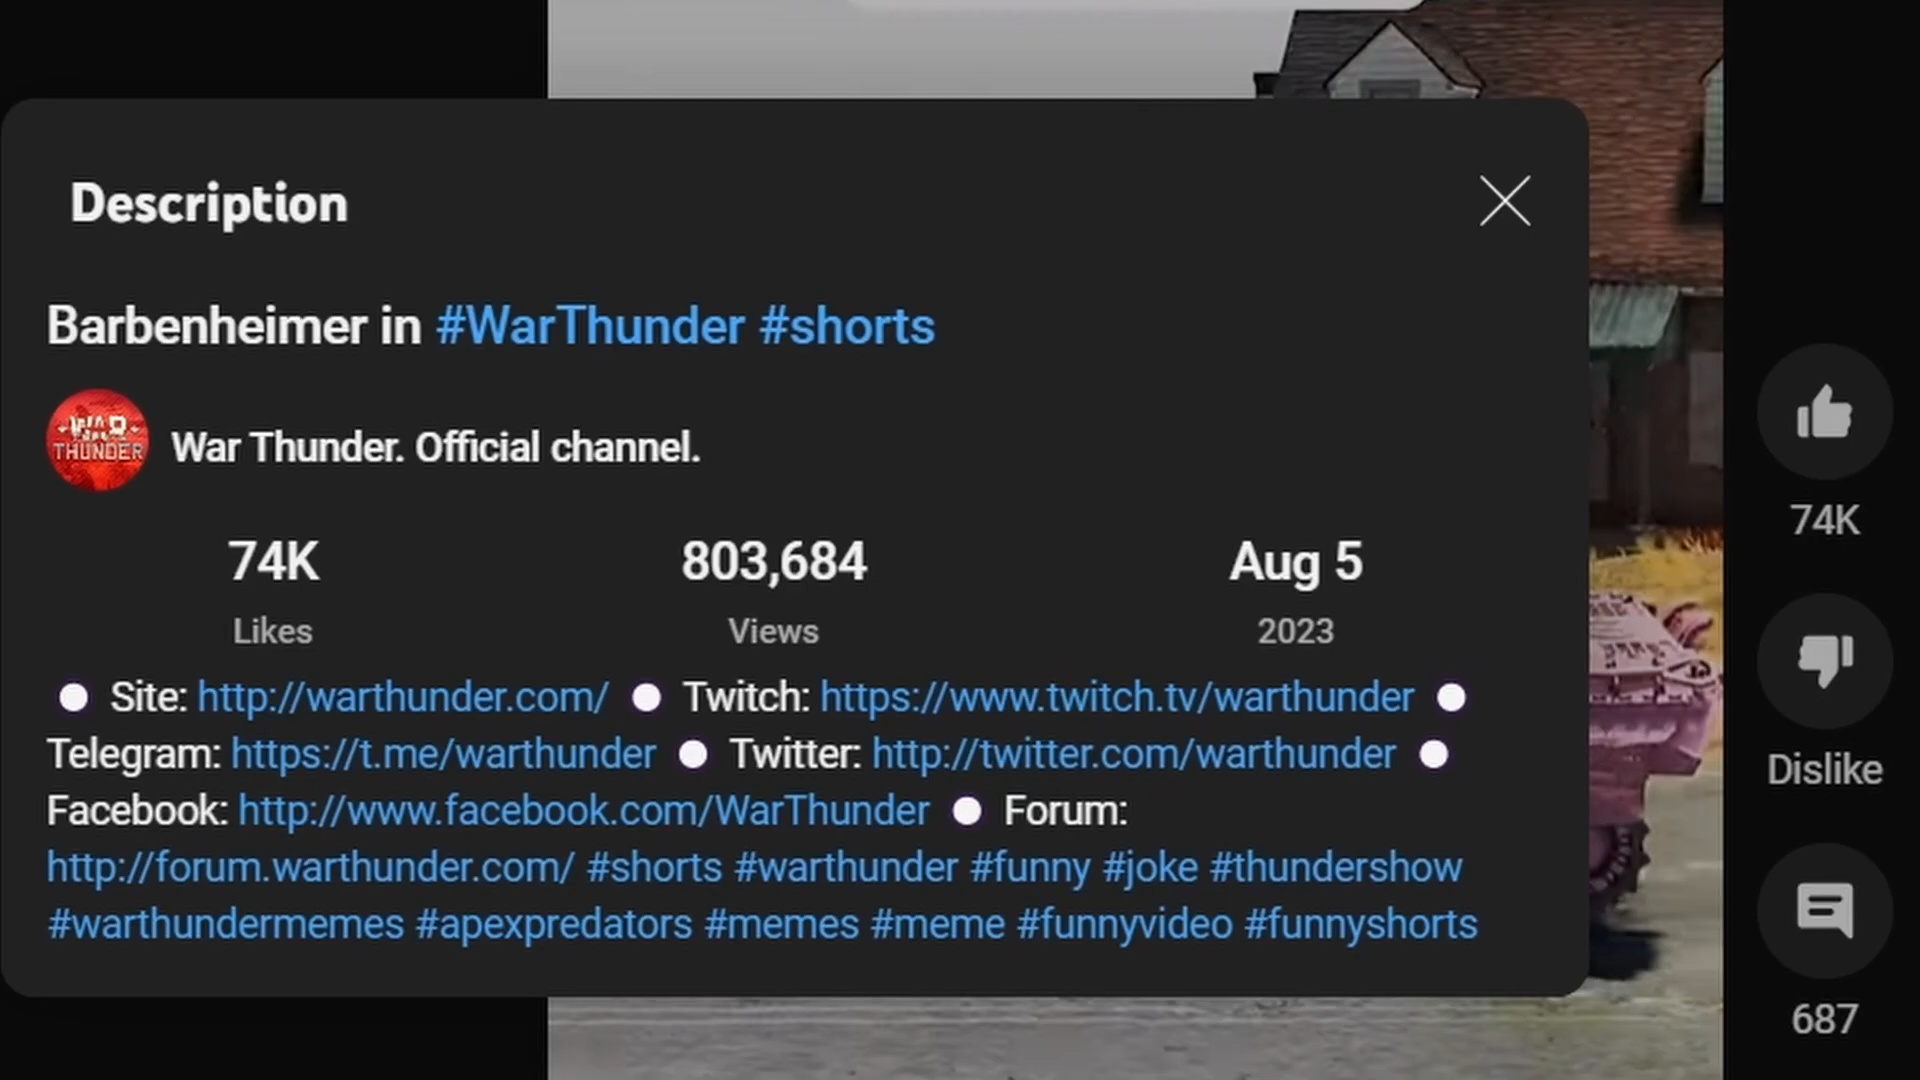 Description
Barbenheimer in #WarThunder #shorts
WAR THUNDER
War Thunder. Official channel.
74K 803,684 Aug 5
Likes Views 2023
Site: http://warthunder.com/ Twitch: https://www.twitch.tv/warthunder
Telegram: https://t.me/warthunder Twitter: http://twitter.com/warthunder
Facebook: http://www.facebook.com/WarThunder Forum:
http://forum.warthunder.com/ #shorts #warthunder #funny #joke #thundershow
#warthundermemes #apexpredators #memes #meme #funnyvideo #funnyshorts
74K
Dislike
687